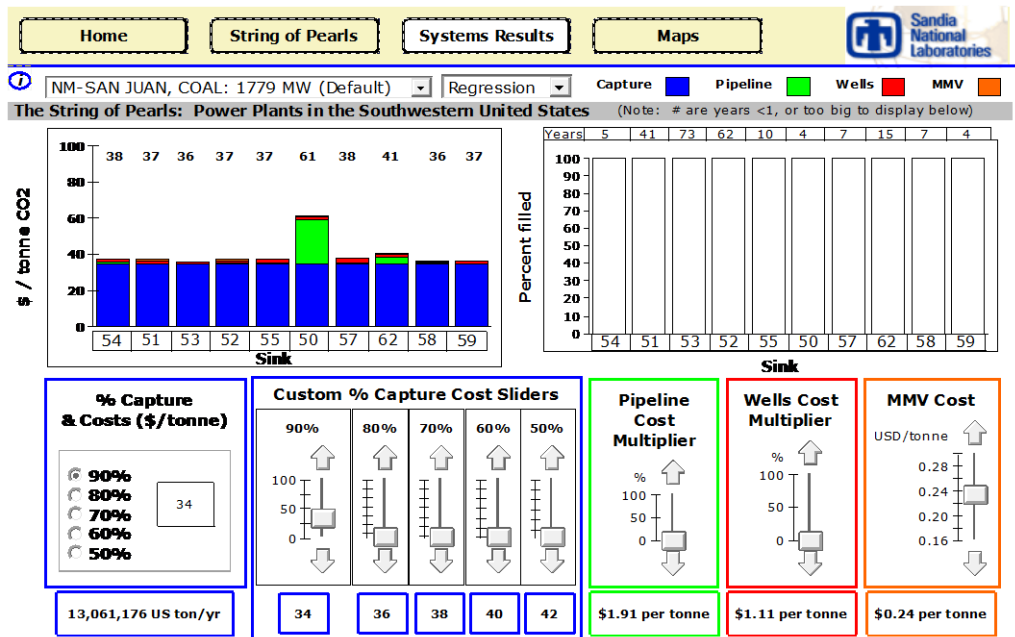 Home
String of Pearls
Systems Results
Maps
Sandia
National
Laboratories
i
NM-SAN JUAN, COAL: 1779 MW (Default)
Regression
Capture
Pipeline
Wells
MMV
The String of Pearls: Power Plants in the Southwestern United States
(Note: # are years <1, or too big to display below)
$ / tonne CO2
100
80
60
40
20
0
38 37 36 37 37 61 38 41 36 37
54 51 53 52 55 50 57 62 58 59
Sink
Years 5 41 73 62 10 4 7 15 7 4
Percent filled
100
90
80
70
60
50
40
30
20
10
0
54 51 53 52 55 50 57 62 58 59
Sink
% Capture
& Costs ($/tonne)
90%
80%
70%
60%
50%
34
13,061,176 US ton/yr
Custom % Capture Cost Sliders
90% 80% 70% 60% 50%
100
50
0
34 36 38 40 42
Pipeline
Cost
Multiplier
%
100
50
0
$1.91 per tonne
Wells Cost
Multiplier
%
100
50
0
$1.11 per tonne
MMV Cost
USD/tonne
0.28
0.24
0.20
0.16
$0.24 per tonne